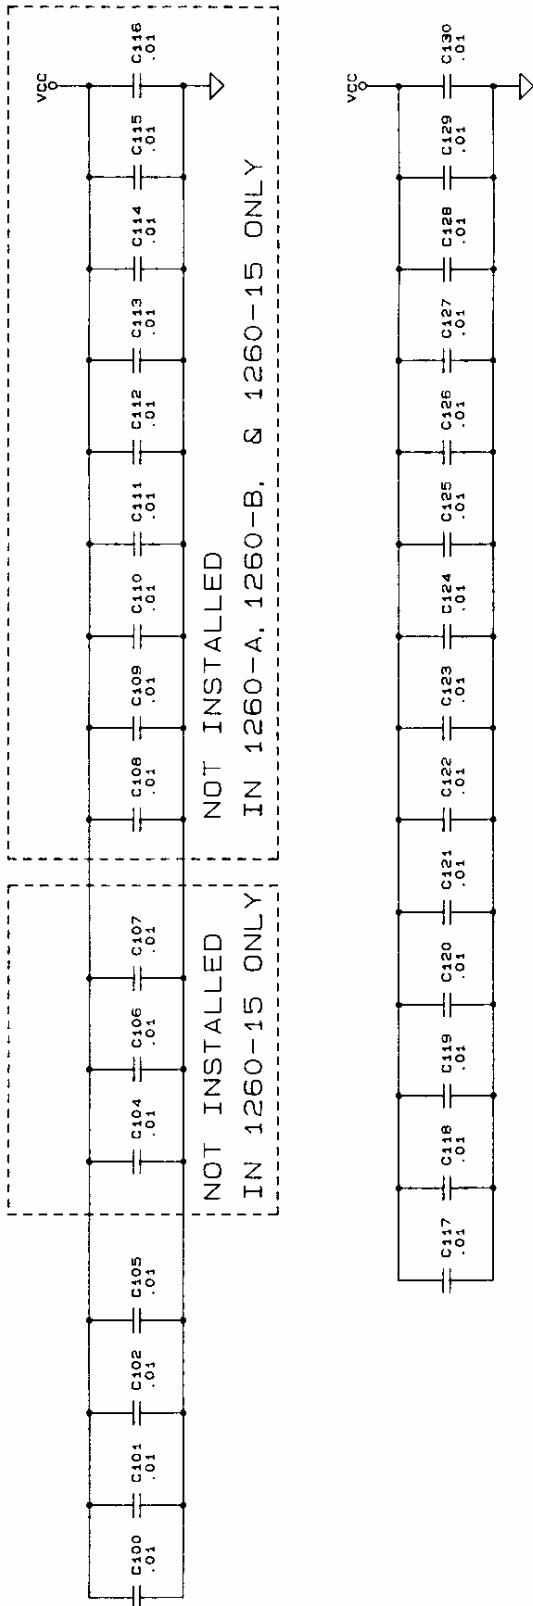 C100
.01
C101
.01
C102
.01
C105
.01
C104
.01
C106
.01
C107
.01
NOT INSTALLED
IN 1260-15 ONLY
C108
.01
C109
.01
C110
.01
C111
.01
C112
.01
C113
.01
C114
.01
C115
.01
C116
.01
VCC
NOT INSTALLED
IN 1260-A, 1260-B, & 1260-15 ONLY
C117
.01
C118
.01
C119
.01
C120
.01
C121
.01
C122
.01
C123
.01
C124
.01
C125
.01
C126
.01
C127
.01
C128
.01
C129
.01
C130
.01
VCC